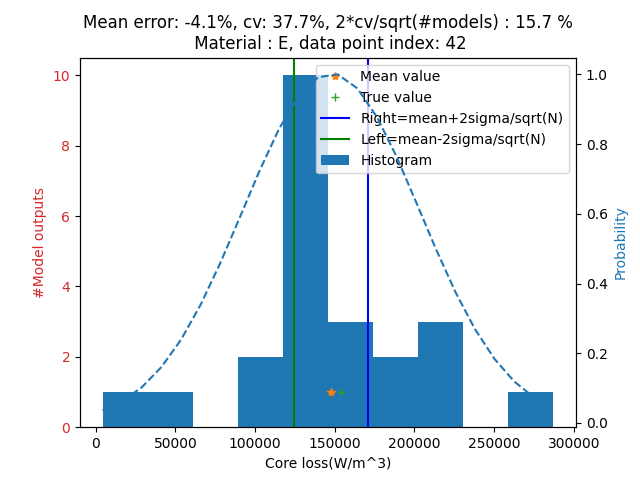 Mean error: -4.1%, cv: 37.7%, 2*cv/sqrt(#models) : 15.7 %
Material : E, data point index: 42
Mean value
True value
Right=mean+2sigma/sqrt(N)
Left=mean-2sigma/sqrt(N)
Histogram
#Model outputs
10
8
6
4
2
0
1.0
0.8
0.6
0.4
0.2
0.0
Probability
0 50000 100000 150000 200000 250000 300000
Core loss(W/m^3)